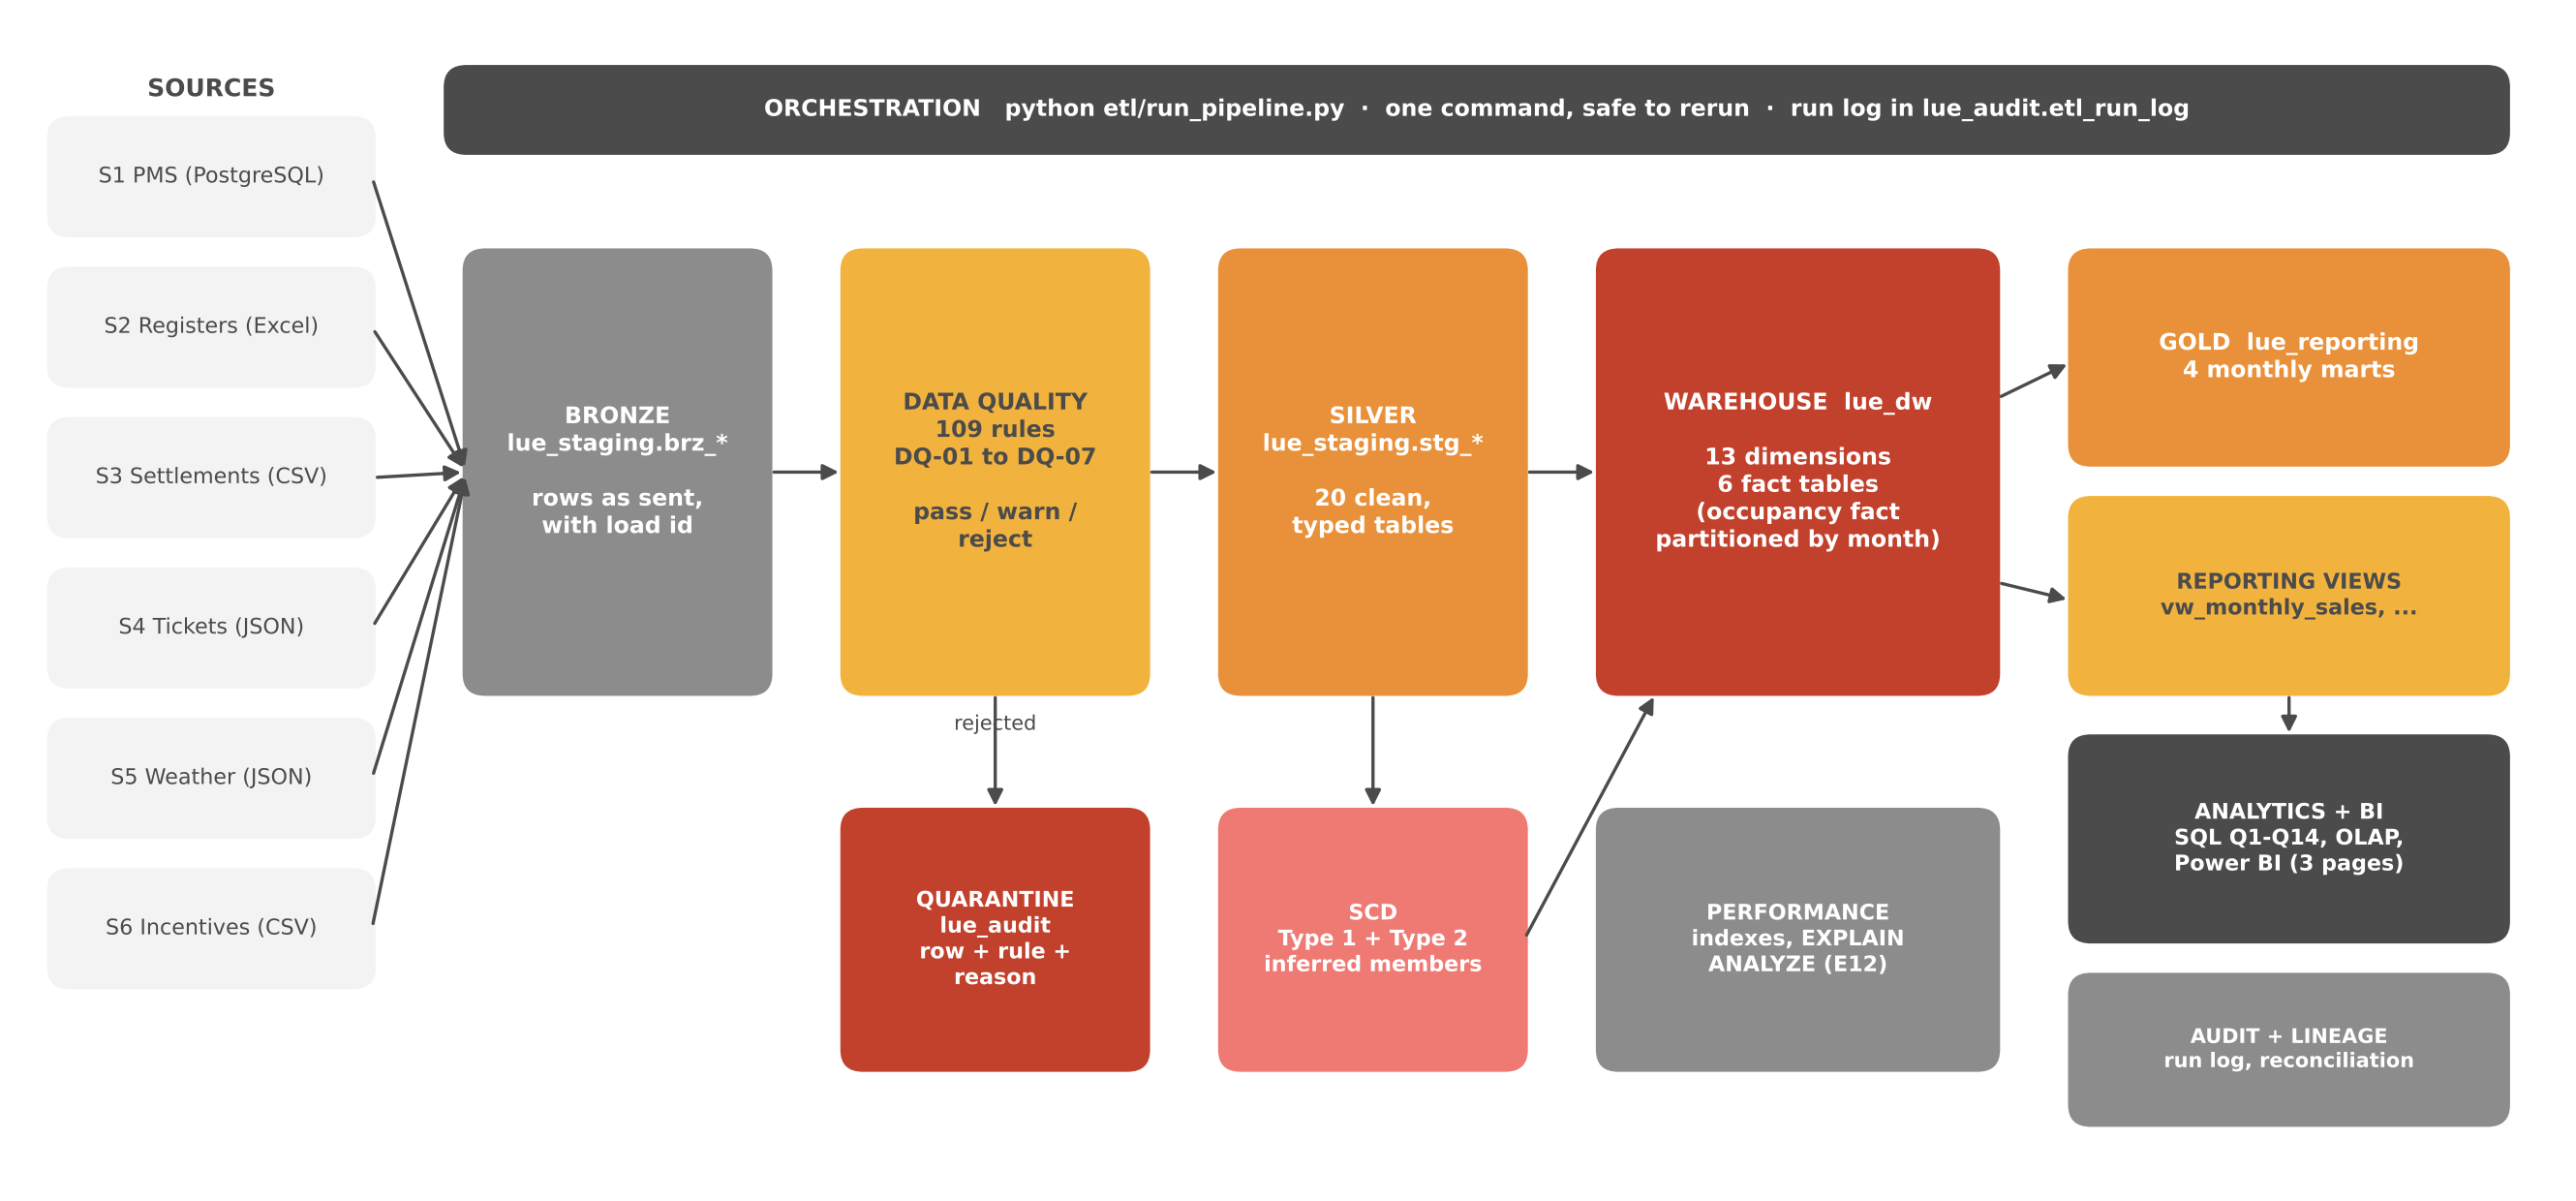 SOURCES
ORCHESTRATION   python etl/run_pipeline.py  ·  one command, safe to rerun  ·  run log in lue_audit.etl_run_log
S1 PMS (PostgreSQL)
S2 Registers (Excel)
S3 Settlements (CSV)
S4 Tickets (JSON)
S5 Weather (JSON)
S6 Incentives (CSV)
BRONZE
lue_staging.brz_*
rows as sent,
with load id
DATA QUALITY
109 rules
DQ-01 to DQ-07
pass / warn /
reject
rejected
QUARANTINE
lue_audit
row + rule +
reason
SILVER
lue_staging.stg_*
20 clean,
typed tables
SCD
Type 1 + Type 2
inferred members
WAREHOUSE  lue_dw
13 dimensions
6 fact tables
(occupancy fact
partitioned by month)
PERFORMANCE
indexes, EXPLAIN
ANALYZE (E12)
GOLD  lue_reporting
4 monthly marts
REPORTING VIEWS
vw_monthly_sales, ...
ANALYTICS + BI
SQL Q1-Q14, OLAP,
Power BI (3 pages)
AUDIT + LINEAGE
run log, reconciliation